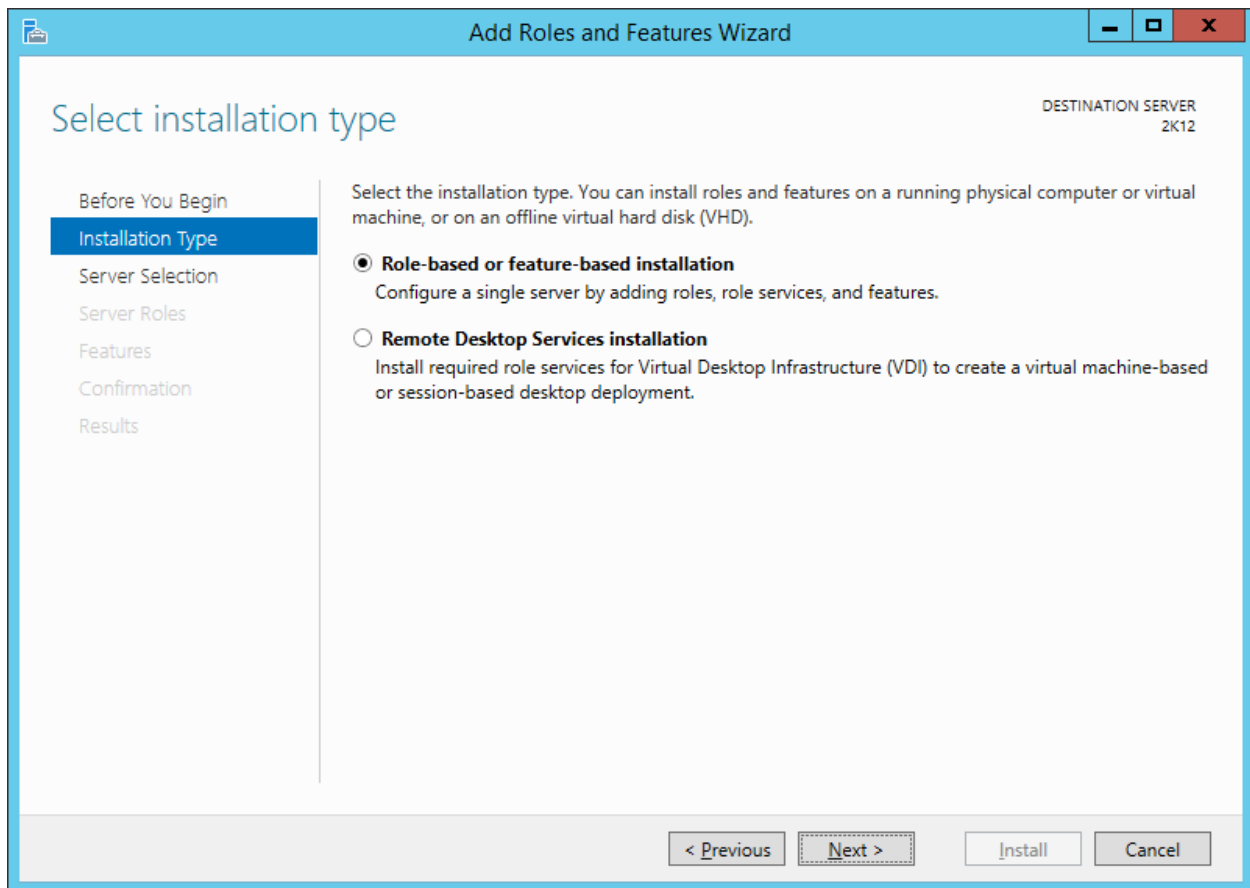 Add Roles and Features Wizard
X
Select installation type
DESTINATION SERVER
2K12
Before You Begin
Installation Type
Server Selection
Server Roles
Features
Confirmation
Results
Select the installation type. You can install roles and features on a running physical computer or virtual
machine, or on an offline virtual hard disk (VHD).
Role-based or feature-based installation
Configure a single server by adding roles, role services, and features.
Remote Desktop Services installation
Install required role services for Virtual Desktop Infrastructure (VDI) to create a virtual machine-based
or session-based desktop deployment.
< Previous
Next >
Install
Cancel